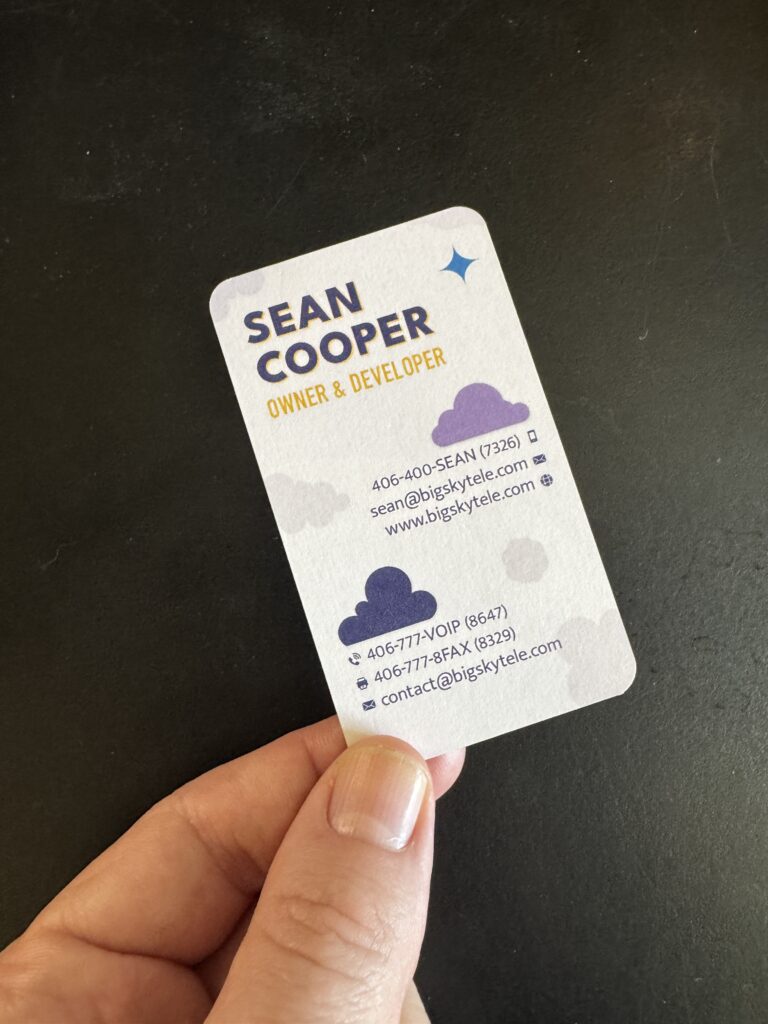 SEAN
COOPER
OWNER & DEVELOPER
406-400-SEAN (7326)
sean@bigskytele.com
www.bigskytele.com
406-777-VOIP (8647)
406-777-8FAX (8329)
contact@bigskytele.com